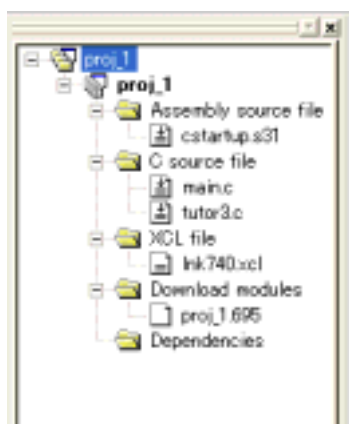 proj_1
proj_1
Assembly source file
cstartup.s31
C source file
main.c
tutor3.c
XCL file
lnk740.xcl
Download modules
proj_1.695
Dependencies